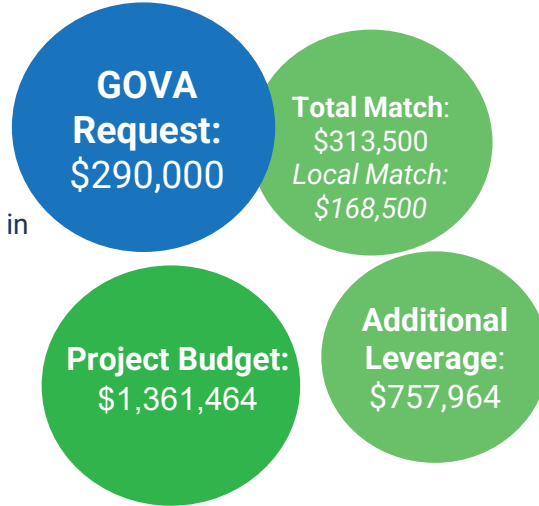 GOVA
Request:
$290,000
Total Match:
$313,500
Local Match:
$168,500
in
Project Budget:
$1,361,464
Additional
Leverage:
$757,964